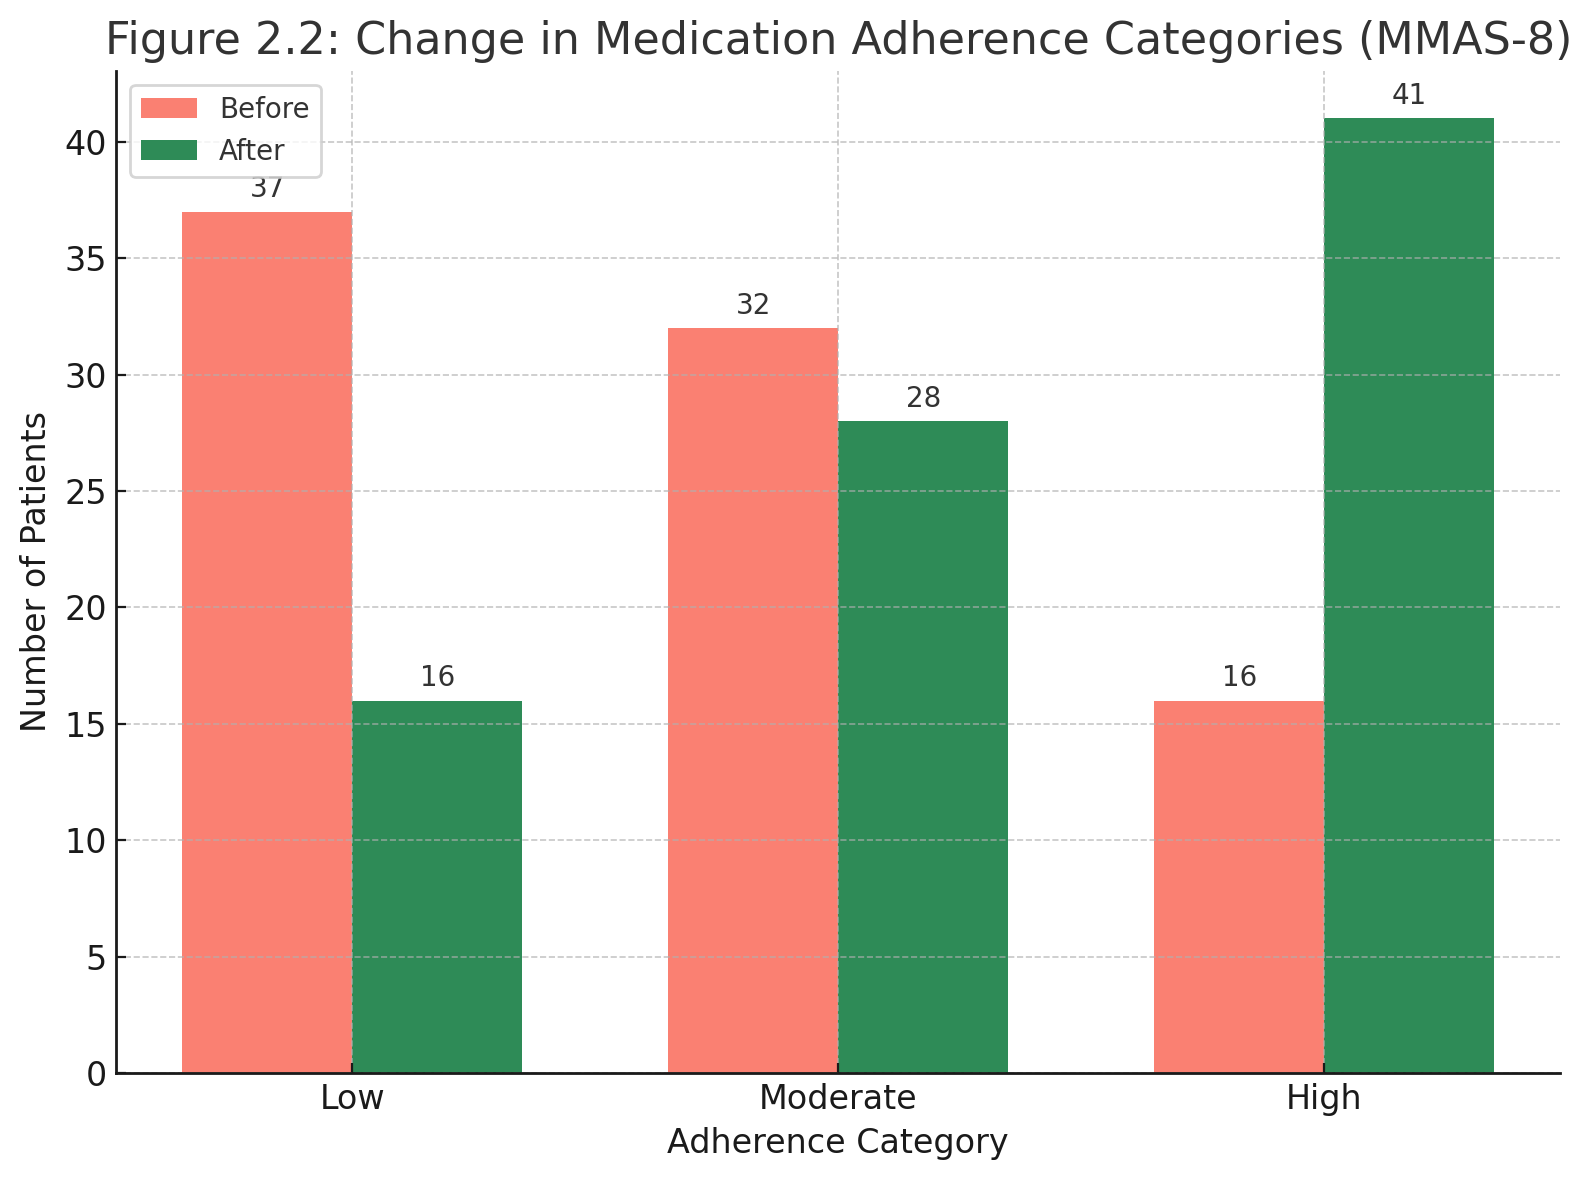 Figure 2.2: Change in Medication Adherence Categories (MMAS-8)
Before
After
37
16
32
28
16
41
40
35
30
25
20
15
10
5
0
Number of Patients
Low
Moderate
High
Adherence Category